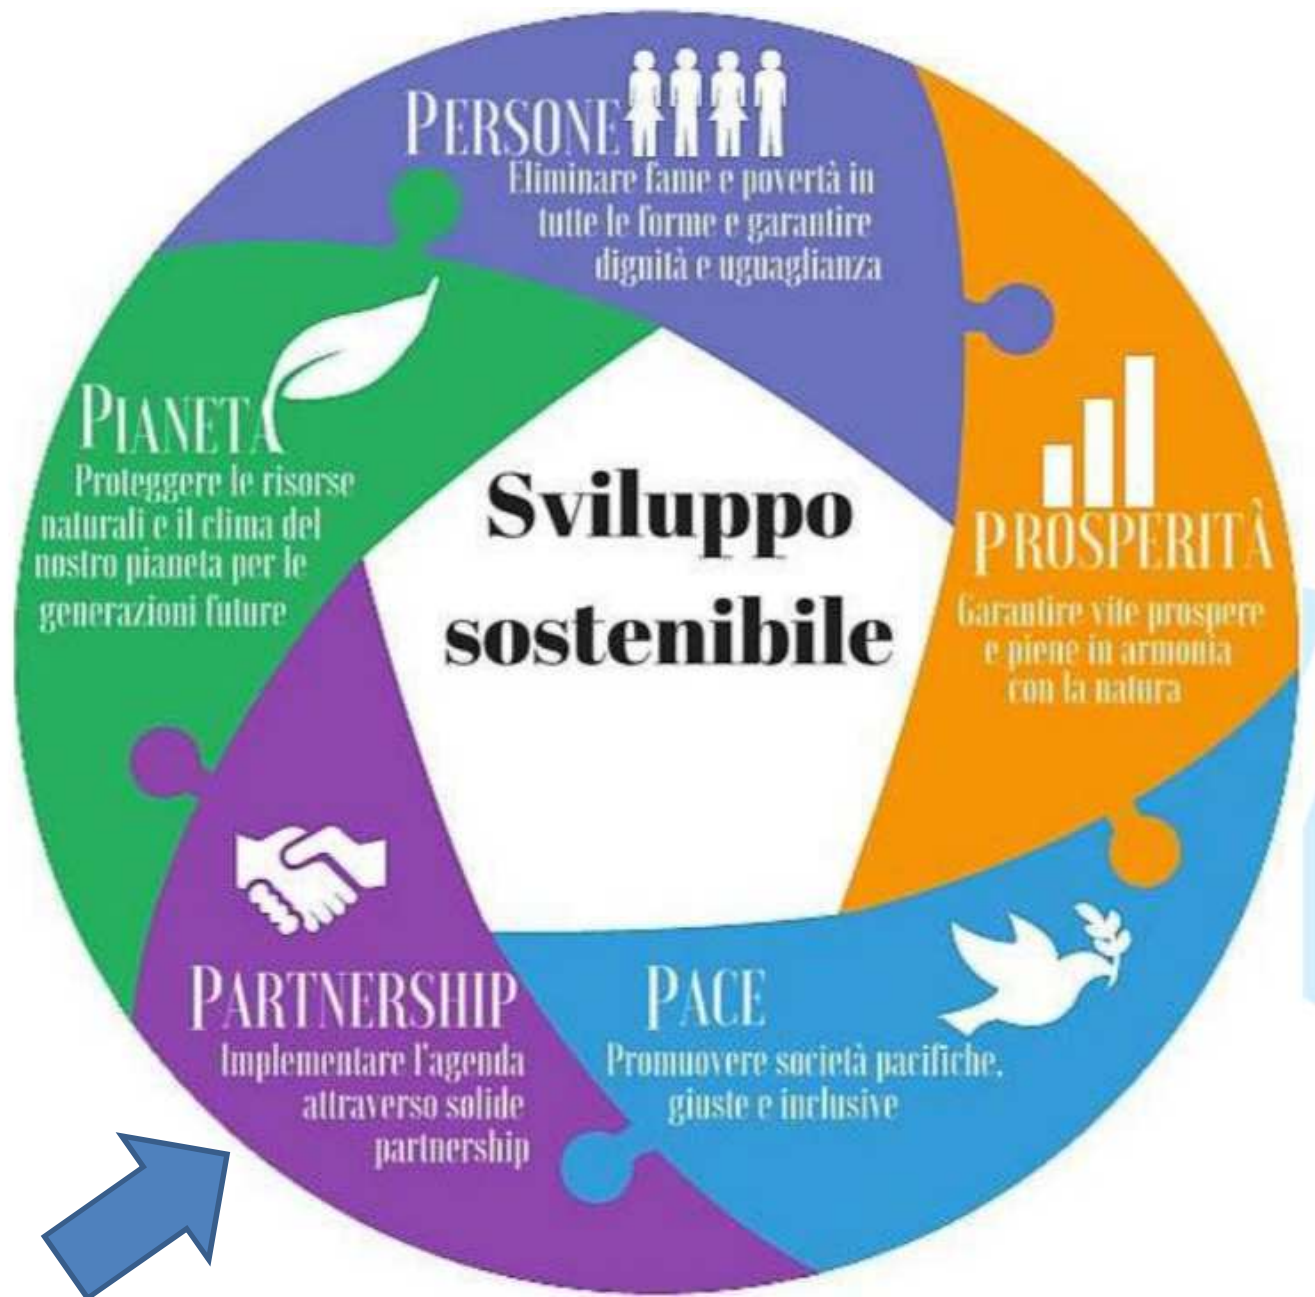 PERSONE
Eliminare fame e povertà in
tutte le forme e garantire
dignità e uguaglianza
PROSPERITÀ
Garantire vite prospere
e piene in armonia
con la natura
PACE
Promuovere società pacifiche,
giuste e inclusive
PARTNERSHIP
Implementare l'agenda
attraverso solide
partnership
PIANETA
Proteggere le risorse
naturali e il clima del
nostro pianeta per le
generazioni future
Sviluppo
sostenibile